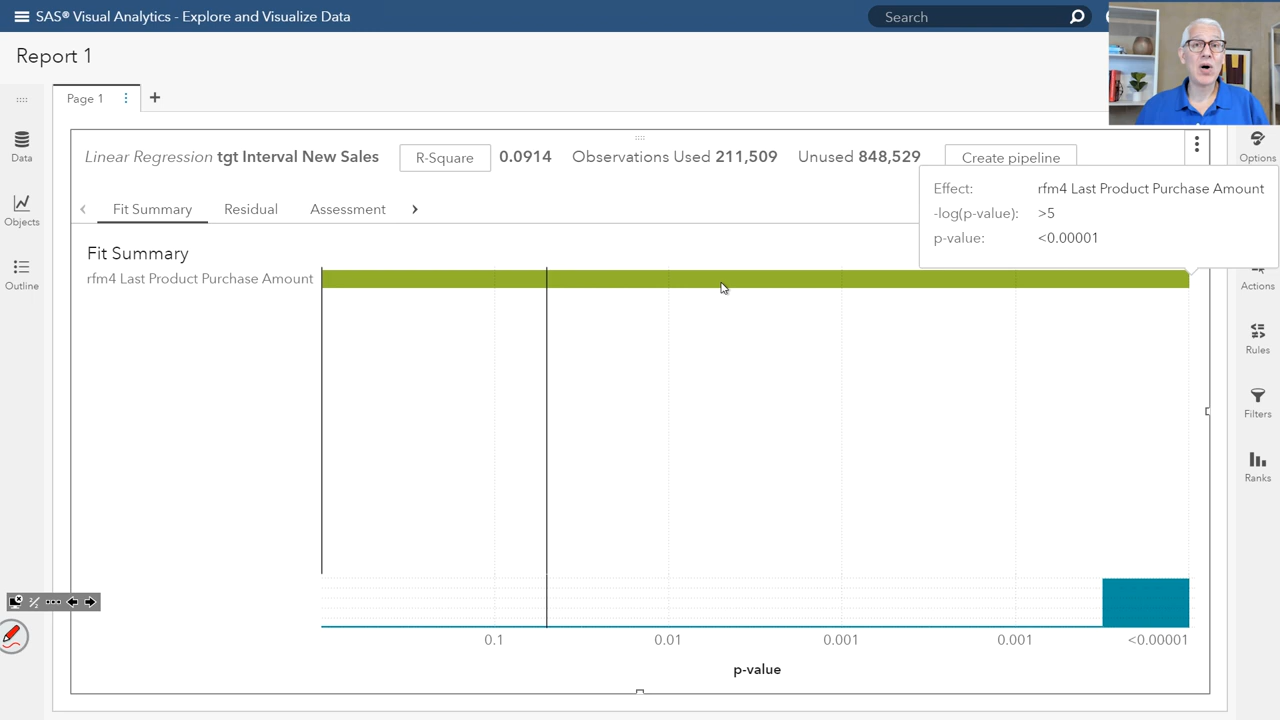 SAS® Visual Analytics - Explore and Visualize Data
Search
Report 1
Page 1
Data
Objects
Outline
Linear Regression tgt Interval New Sales
R-Square
0.0914
Observations Used 211,509
Unused 848,529
Create pipeline
Options
Actions
Rules
Filters
Ranks
Effect: rfm4 Last Product Purchase Amount
-log(p-value): >5
p-value: <0.00001
Fit Summary
Residual
Assessment
Fit Summary
rfm4 Last Product Purchase Amount
0.1
0.01
0.001
0.001
<0.00001
p-value